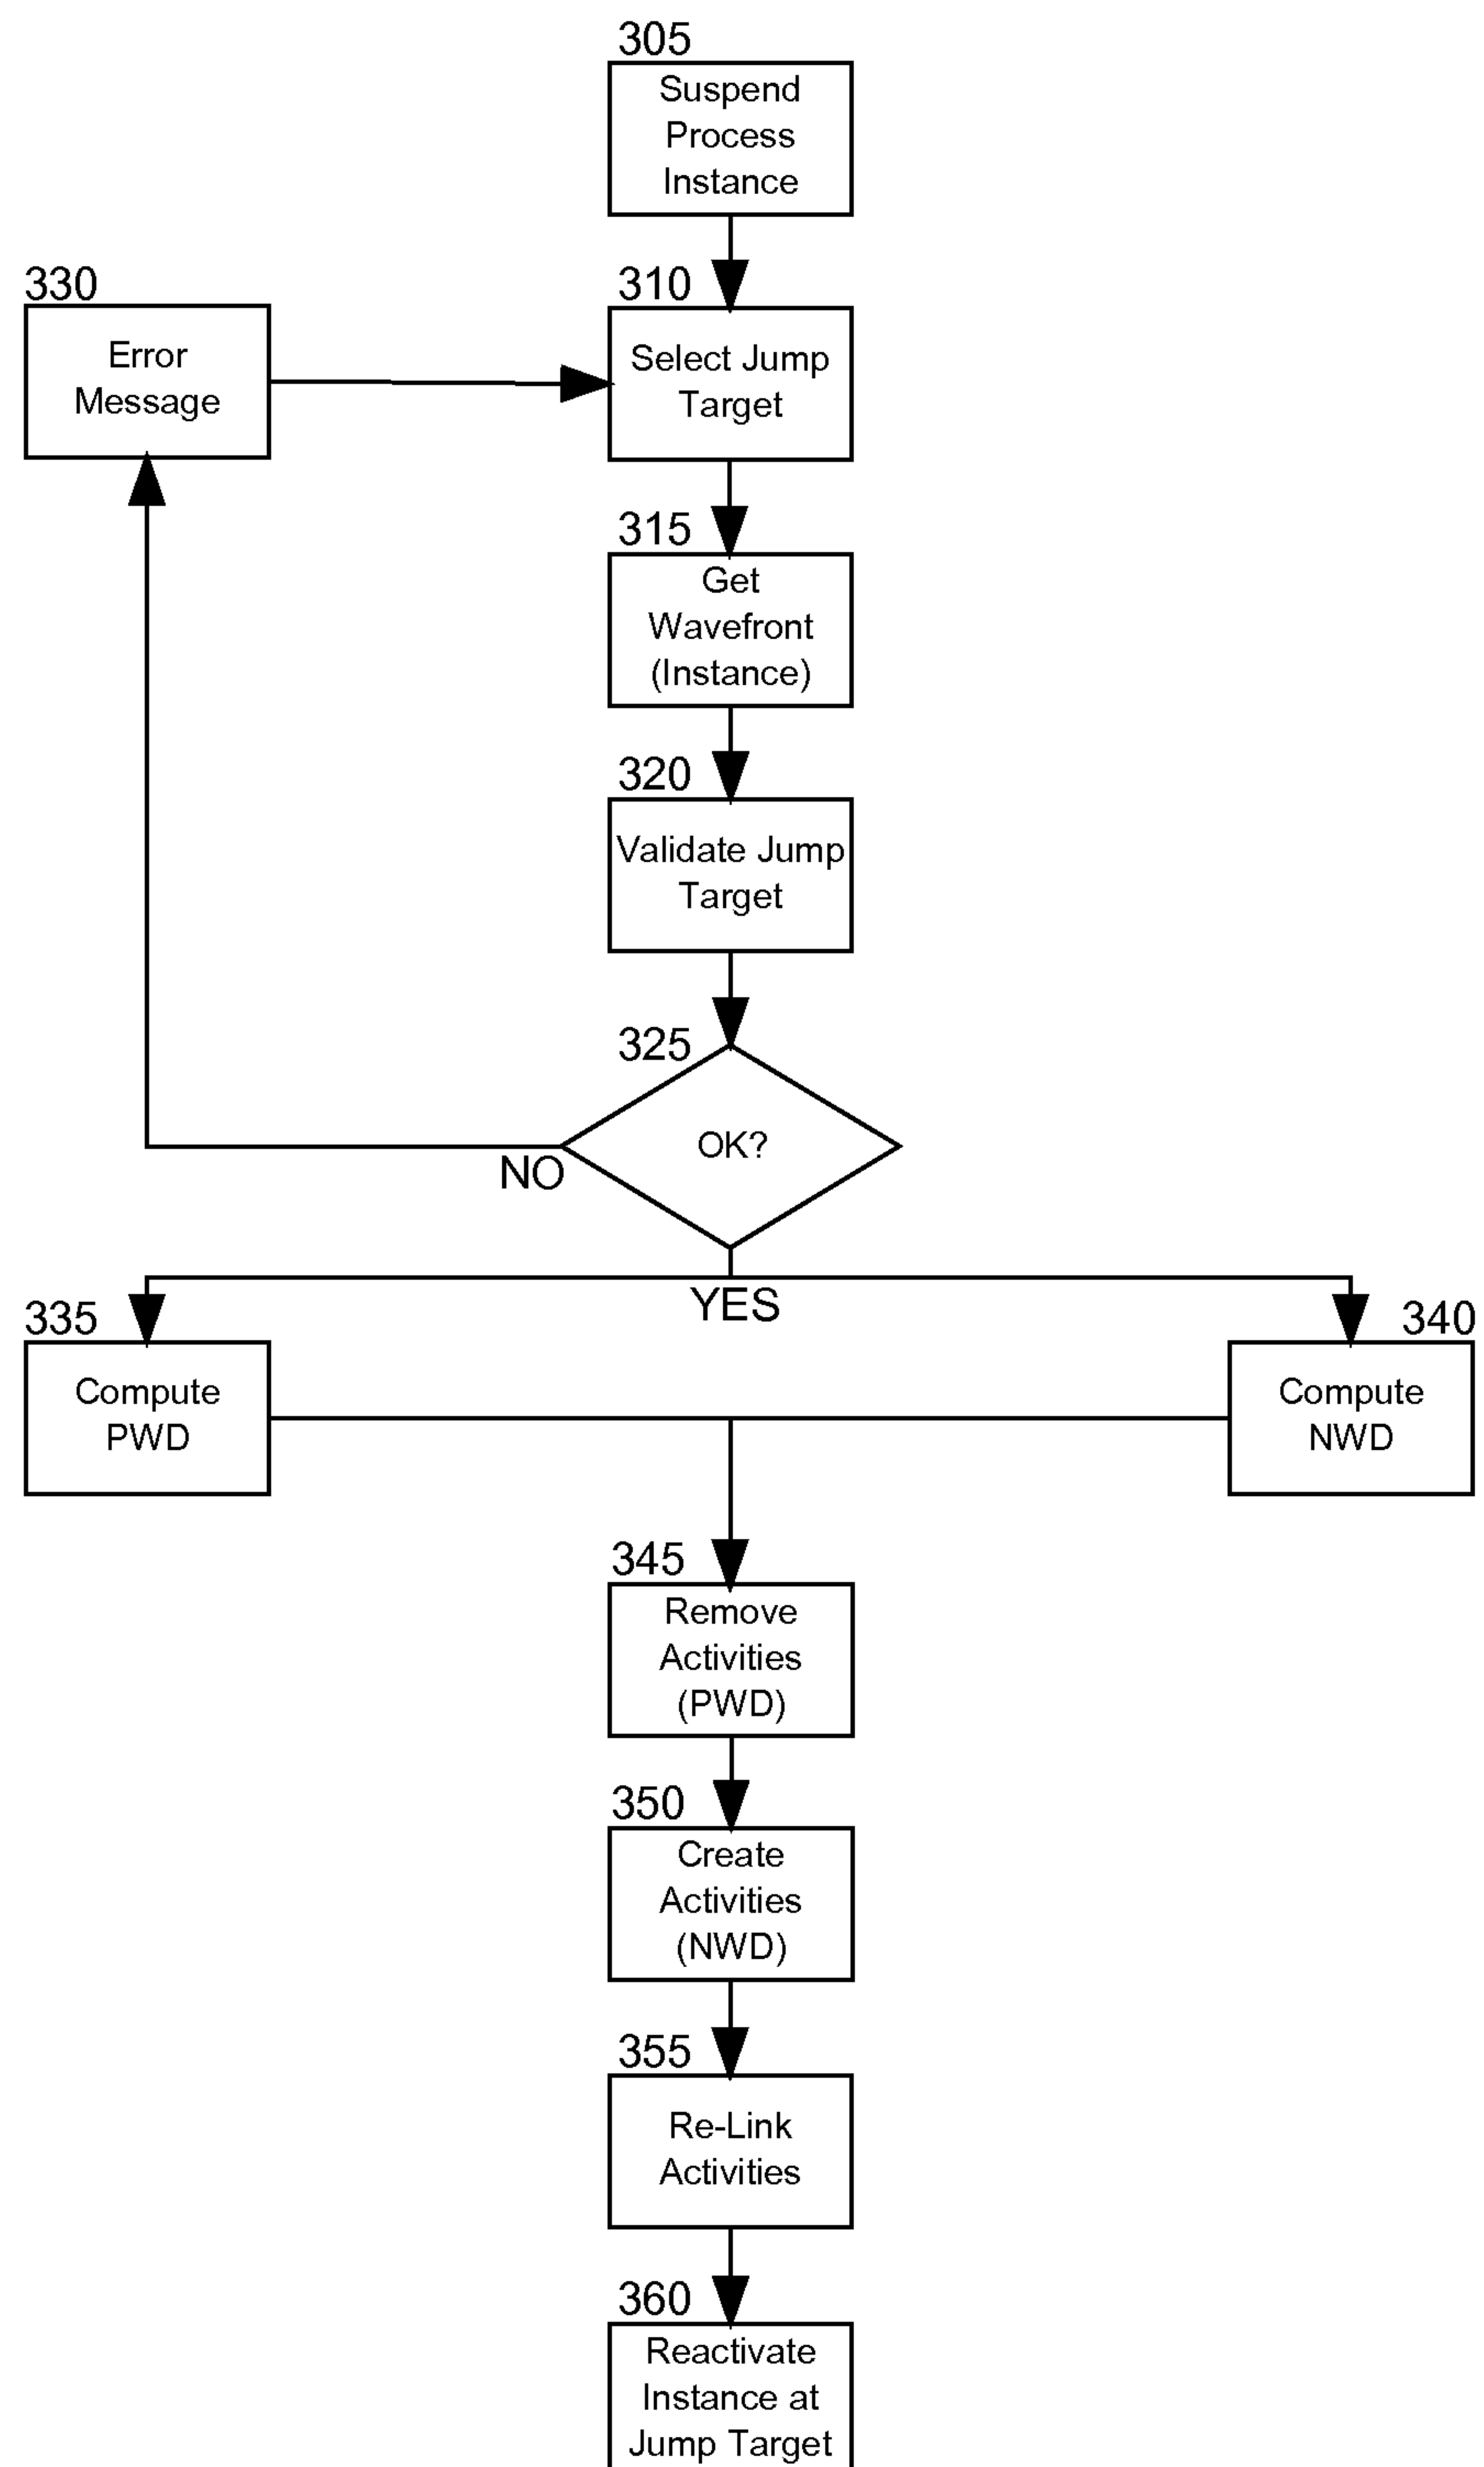 305
Suspend
Process
Instance
330
Error
Message
310
Select Jump
Target
315
Get
Wavefront
(Instance)
320
Validate Jump
Target
325
OK?
NO
YES
335
Compute
PWD
340
Compute
NWD
345
Remove
Activities
(PWD)
350
Create
Activities
(NWD)
355
Re-Link
Activities
360
Reactivate
Instance at
Jump Target